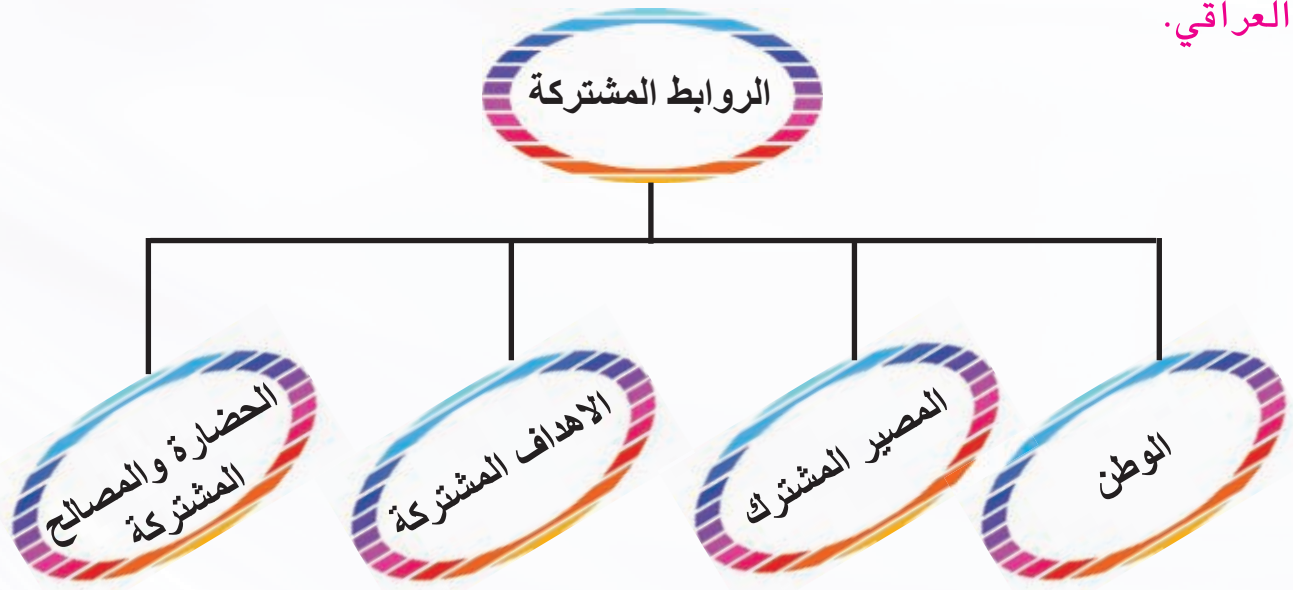 العراقي.
الروابط المشتركة
الوطن
المصير المشترك
الاهداف المشتركة
الحضارة والمصالح
المشتركة